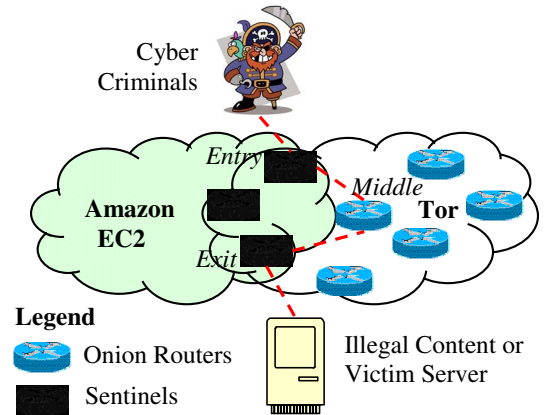 Cyber
Criminals
Entry
Middle
Amazon
EC2
Tor
Exit
Legend
Onion Routers
Sentinels
Illegal Content or
Victim Server